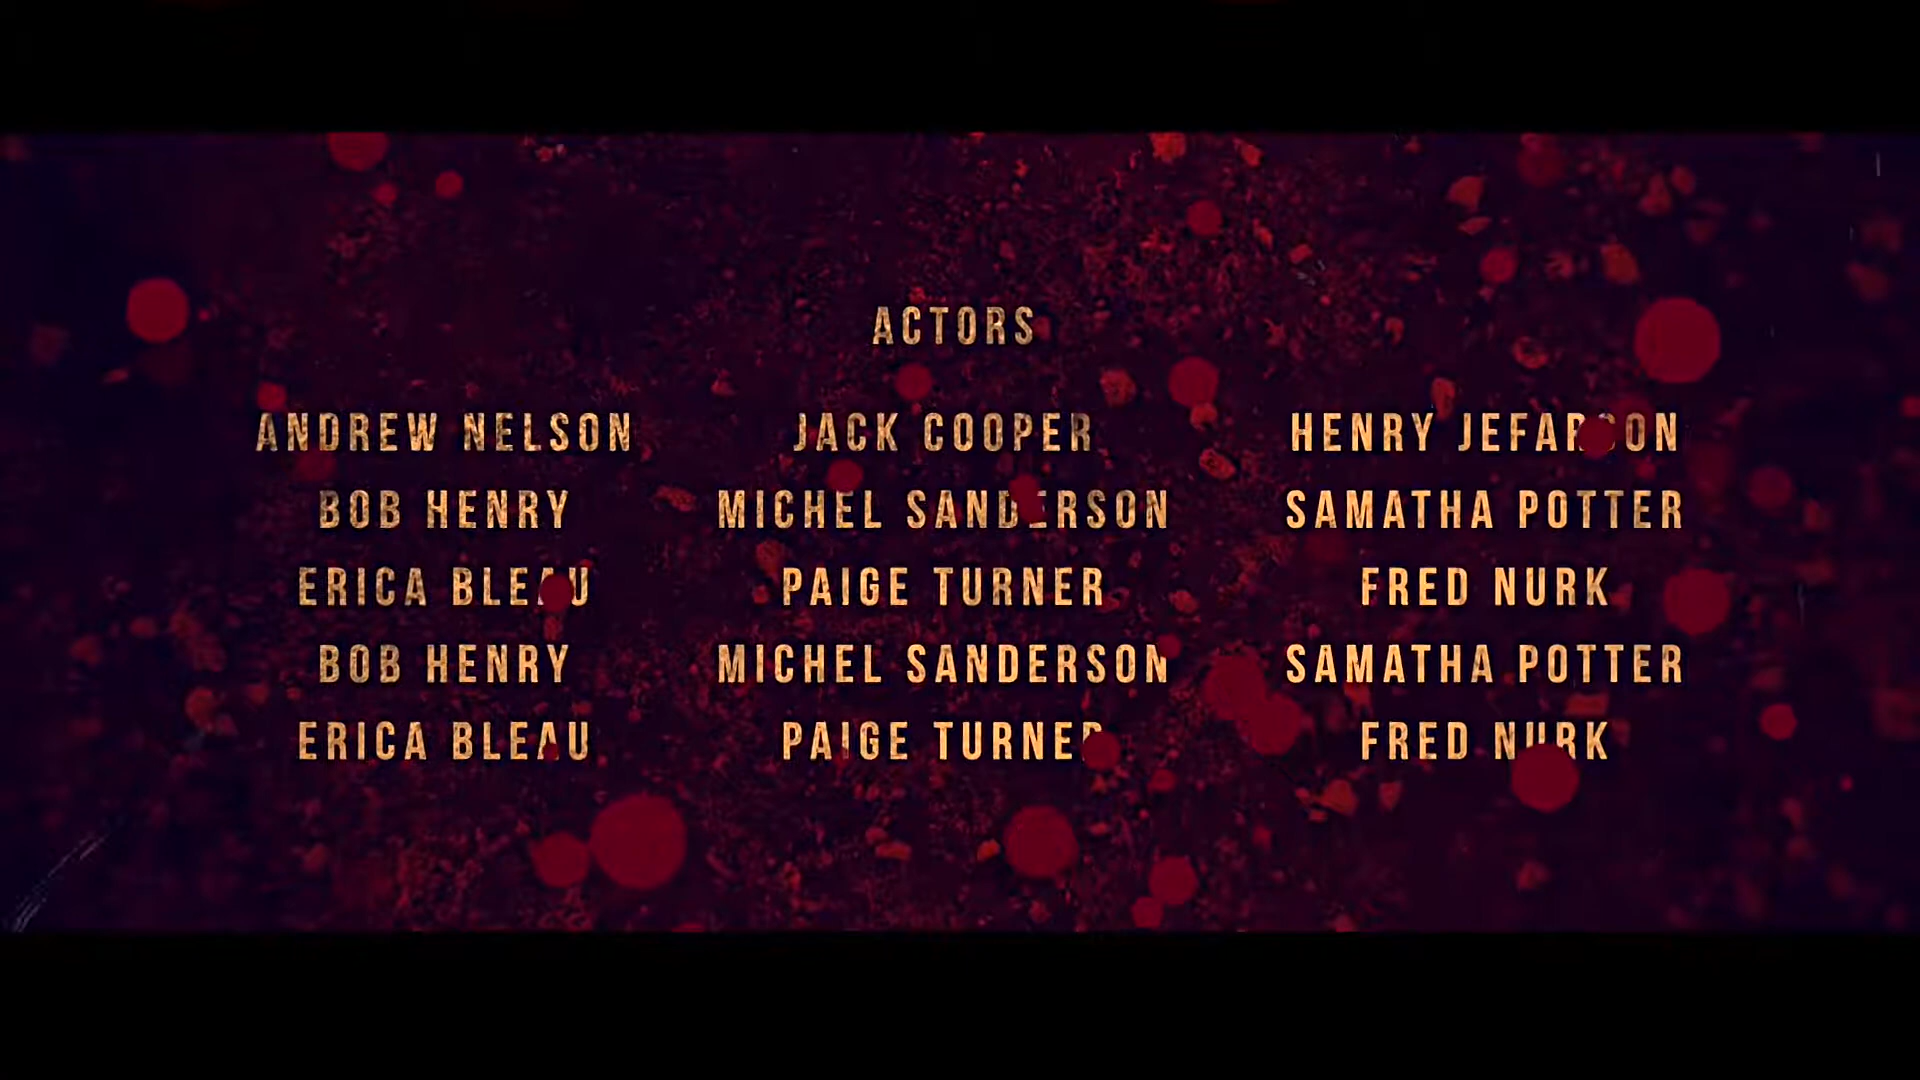 ACTORS
ANDREW NELSON JACK COOPER HENRY JEFARSON
BOB HENRY MICHEL SANDERSON SAMATHA POTTER
ERICA BLEAU PAIGE TURNER FRED NURK
BOB HENRY MICHEL SANDERSON SAMATHA POTTER
ERICA BLEAU PAIGE TURNER FRED NURK